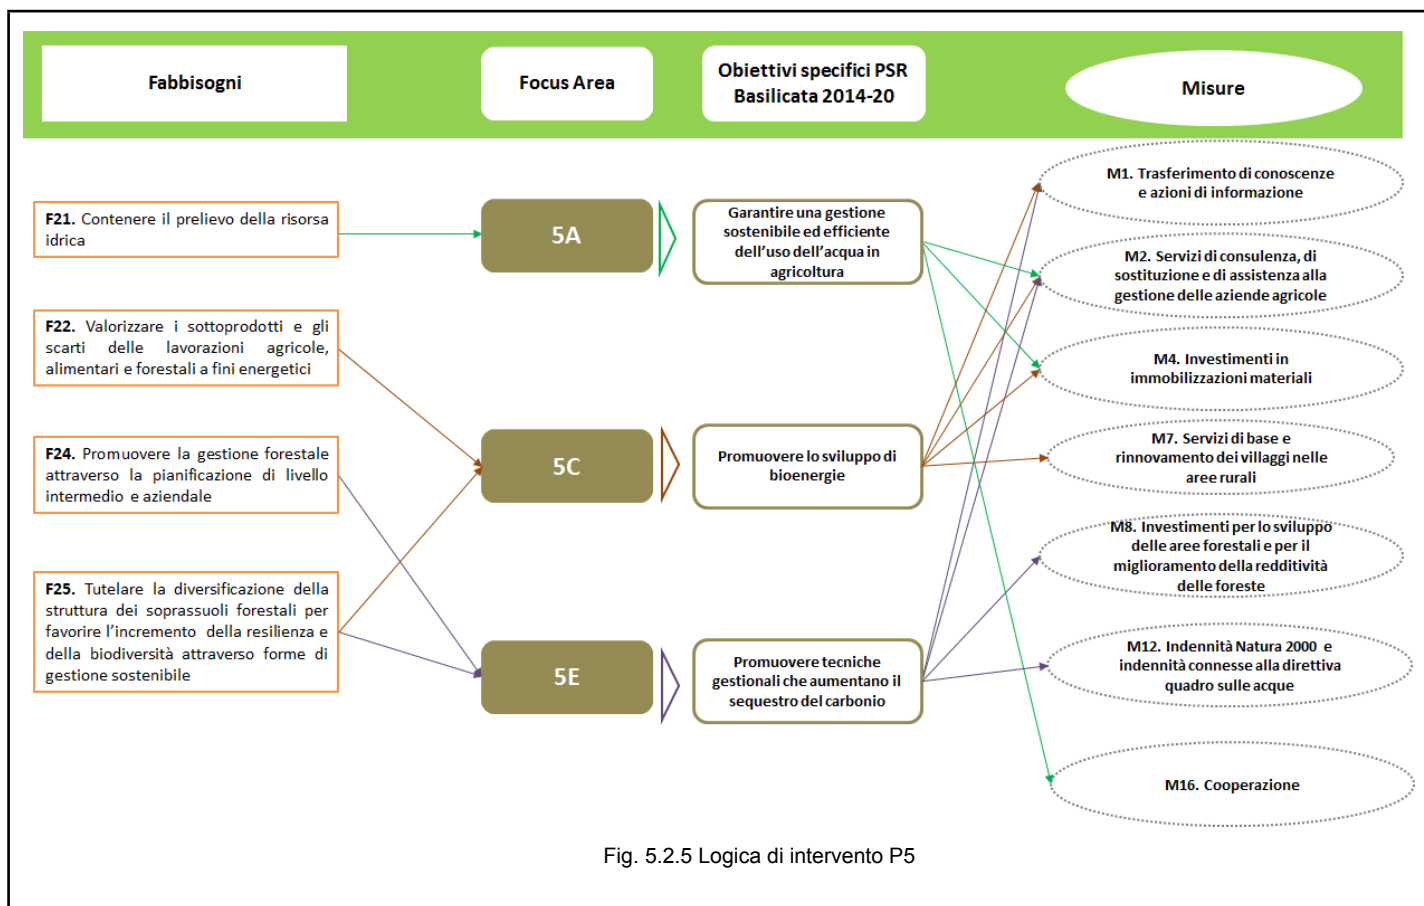 Fabbisogni
Focus Area
Obiettivi specifici PSR
Basilicata 2014-20
Misure
F21. Contenere il prelievo della risorsa
idrica
F22. Valorizzare i sottoprodotti e gli
scarti delle lavorazioni agricole,
alimentari e forestali a fini energetici
F24. Promuovere la gestione forestale
attraverso la pianificazione di livello
intermedio e aziendale
F25. Tutelare la diversificazione della
struttura dei soprassuoli forestali per
favorire l'incremento della resilienza e
della biodiversità attraverso forme di
gestione sostenibile
5A
5C
5E
Garantire una gestione
sostenibile ed efficiente
dell'uso dell'acqua in
agricoltura
Promuovere lo sviluppo di
bioenergie
Promuovere tecniche
gestionali che aumentano il
sequestro del carbonio
M1. Trasferimento di conoscenze
e azioni di informazione
M2. Servizi di consulenza, di
sostituzione e di assistenza alla
gestione delle aziende agricole
M4. Investimenti in
immobilizzazioni materiali
M7. Servizi di base e
rinnovamento dei villaggi nelle
aree rurali
M8. Investimenti per lo sviluppo
delle aree forestali e per il
miglioramento della redditività
delle foreste
M12. Indennità Natura 2000 e
indennità connesse alla direttiva
quadro sulle acque
M16. Cooperazione
Fig. 5.2.5 Logica di intervento P5